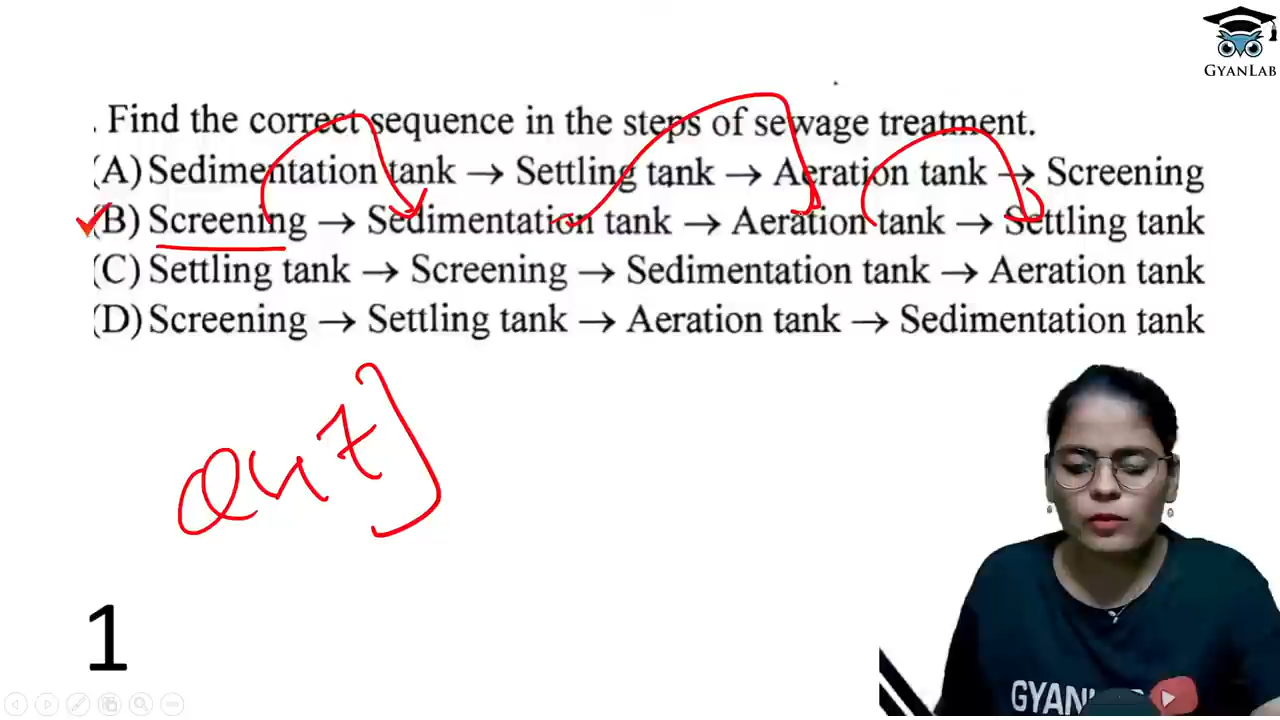 GYANLAB
. Find the correct sequence in the steps of sewage treatment.
(A) Sedimentation tank → Settling tank → Aeration tank → Screening
(B) Screening → Sedimentation tank → Aeration tank → Settling tank
(C) Settling tank → Screening → Sedimentation tank → Aeration tank
(D) Screening → Settling tank → Aeration tank → Sedimentation tank
1